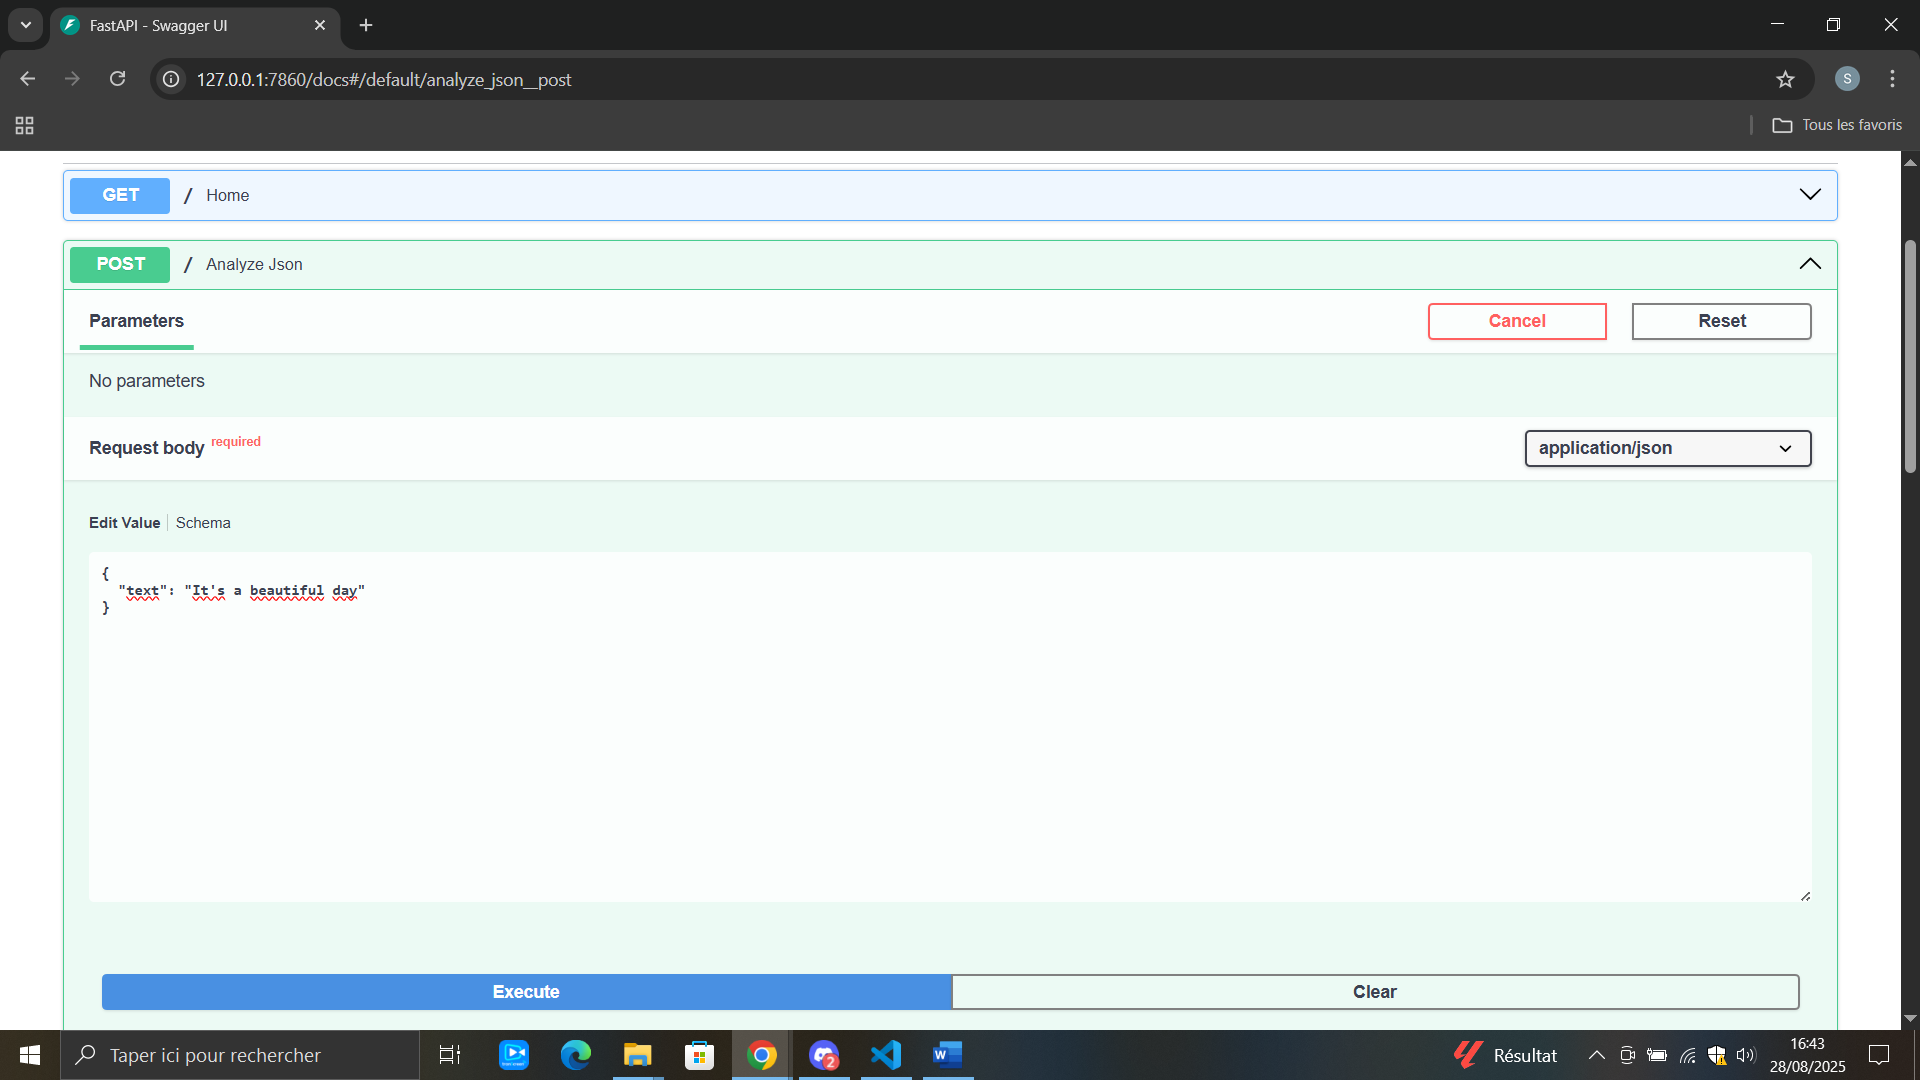 FastAPI - Swagger UI
127.0.0.1:7860/docs#/default/analyze_json__post
S
Tous les favoris
GET / Home
POST / Analyze Json
Parameters
Cancel
Reset
No parameters
Request body required
application/json
Edit Value Schema
{
"text": "It's a beautiful day"
}
Execute
Clear
Taper ici pour rechercher
2
W
Résultat
16:43
28/08/2025